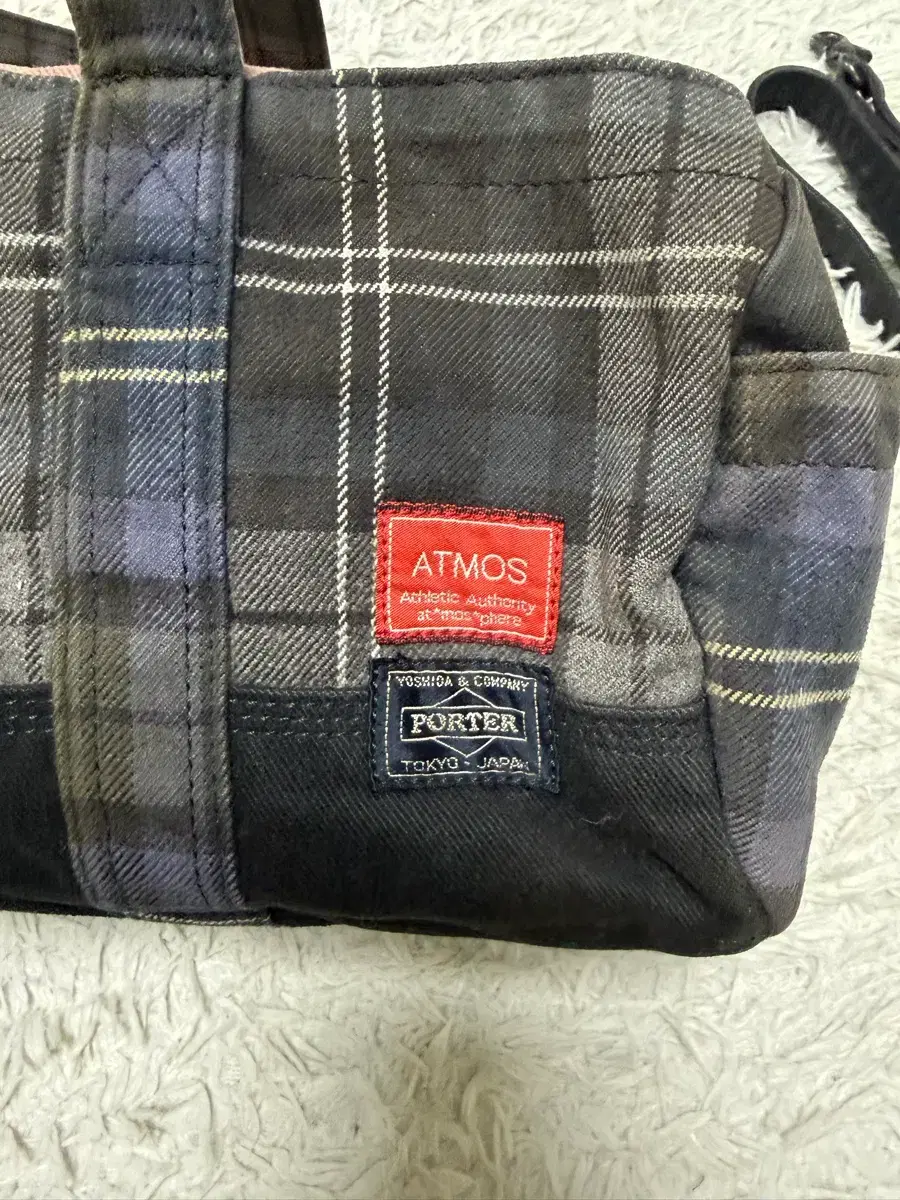 ATMOS
Athletic Authority
at*mos*phere
YOSHIDA & COMPANY
PORTER
TOKYO - JAPAN